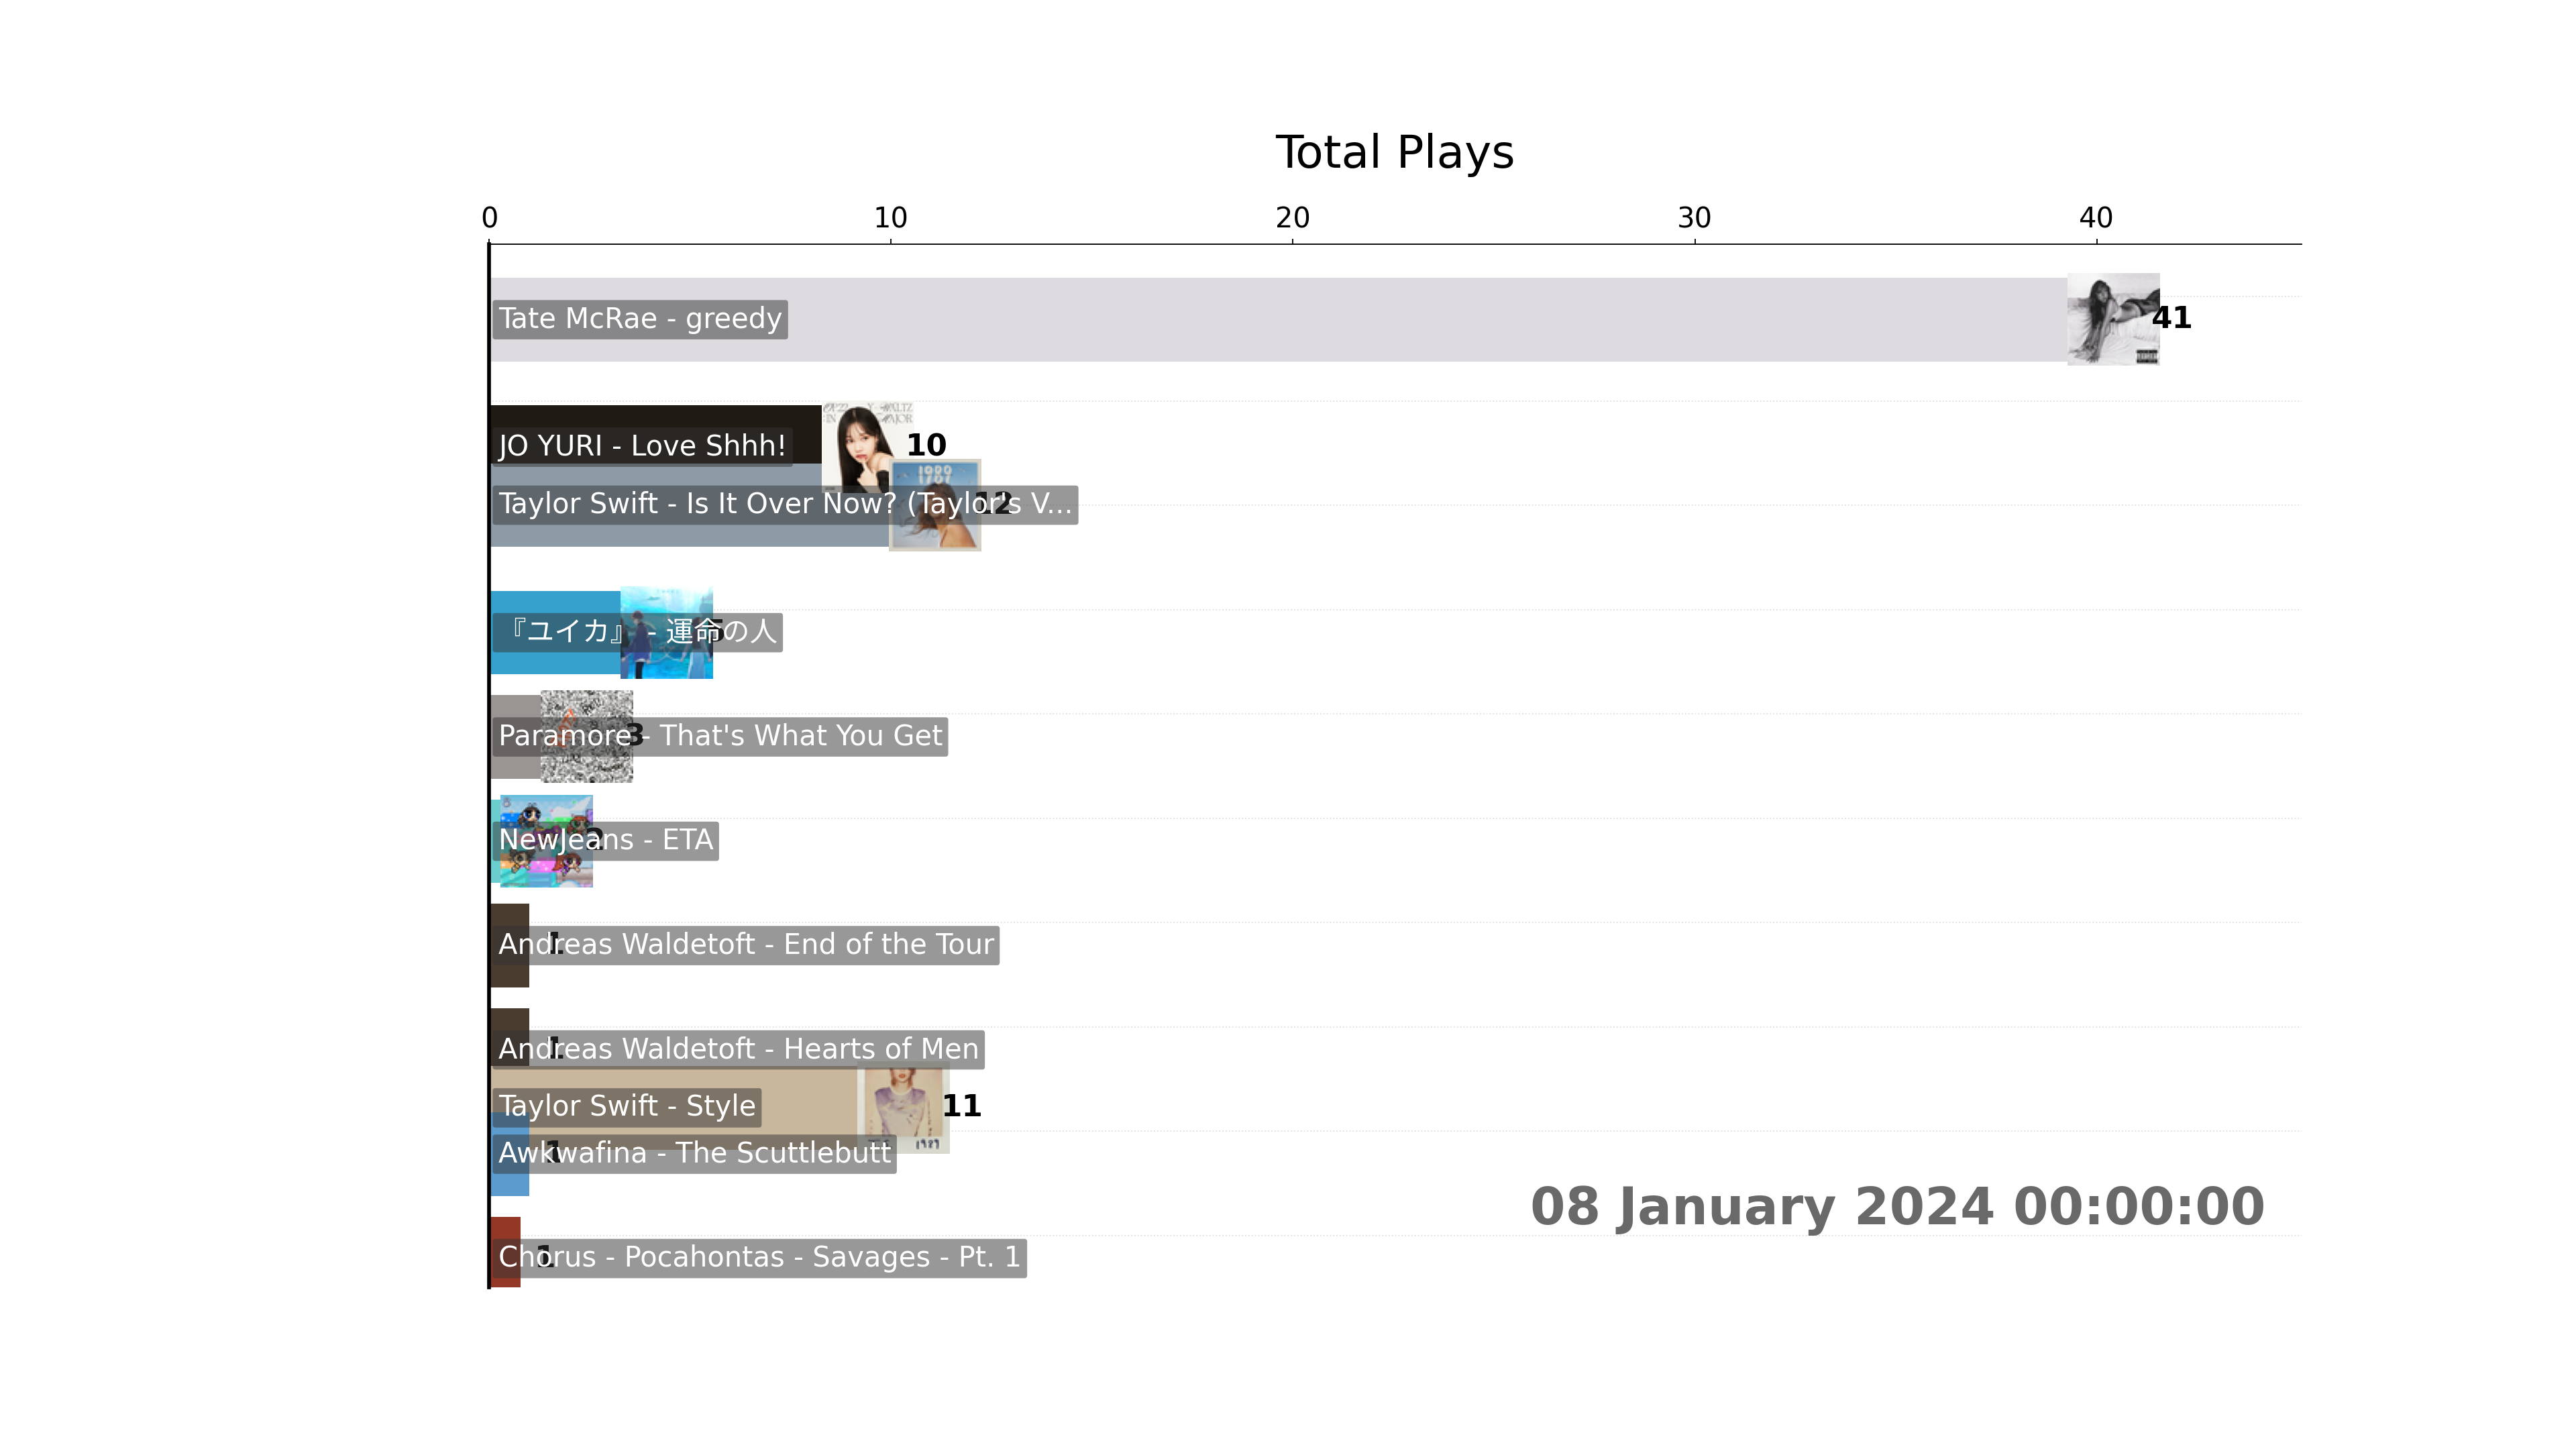 Total Plays
0 10 20 30 40
Tate McRae - greedy 41
JO YURI - Love Shhh! 10
Taylor Swift - Is It Over Now? (Taylor's V... 12
『ユイカ』 - 運命の人 5
Paramore - That's What You Get 3
NewJeans - ETA 2
Andreas Waldetoft - End of the Tour 1
Andreas Waldetoft - Hearts of Men 1
Taylor Swift - Style 11
1989
Awkwafina - The Scuttlebutt 1
08 January 2024 00:00:00
Chorus - Pocahontas - Savages - Pt. 1 1